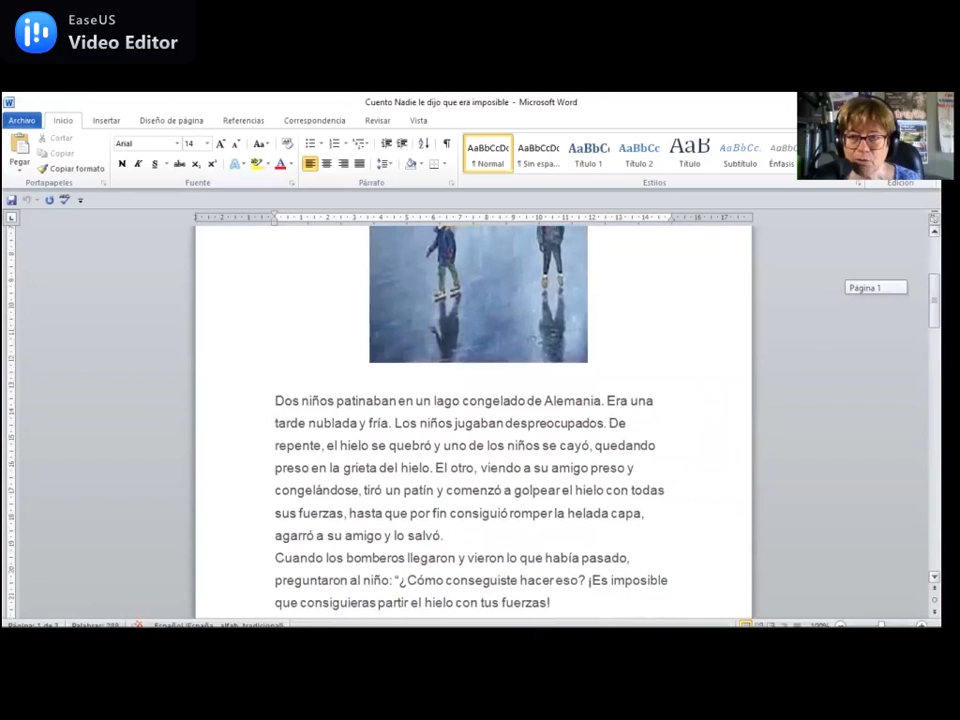 EaseUS
Video Editor
Cuento Nadie le dijo que era imposible - Microsoft Word
Archivo Inicio Insertar Diseño de página Referencias Correspondencia Revisar Vista
Pegar
Cortar
Copiar
Copiar formato
Portapapeles
Arial 14
Fuente
Párrafo
AaBbCcDc AaBbCcDc AaBbCc AaBbCc AaB AaBbCc. AaBbCc
¶ Normal ¶ Sin espa... Título 1 Título 2 Título Subtítulo Énfasis
Estilos
Edición
Página 1
Dos niños patinaban en un lago congelado de Alemania. Era una
tarde nublada y fría. Los niños jugaban despreocupados. De
repente, el hielo se quebró y uno de los niños se cayó, quedando
preso en la grieta del hielo. El otro, viendo a su amigo preso y
congelándose, tiró un patín y comenzó a golpear el hielo con todas
sus fuerzas, hasta que por fin consiguió romper la helada capa,
agarró a su amigo y lo salvó.
Cuando los bomberos llegaron y vieron lo que había pasado,
preguntaron al niño: “¿Cómo conseguiste hacer eso? ¡Es imposible
que consiguieras partir el hielo con tus fuerzas!